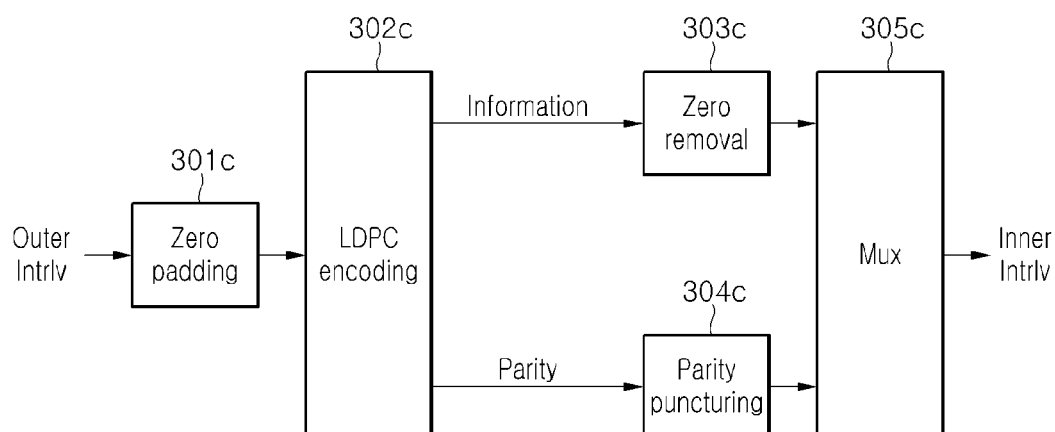 302c
303c
305c
Information
Zero
removal
301c
Outer
Intrlv
Zero
padding
LDPC
encoding
Mux
Inner
Intrlv
304c
Parity
Parity
puncturing